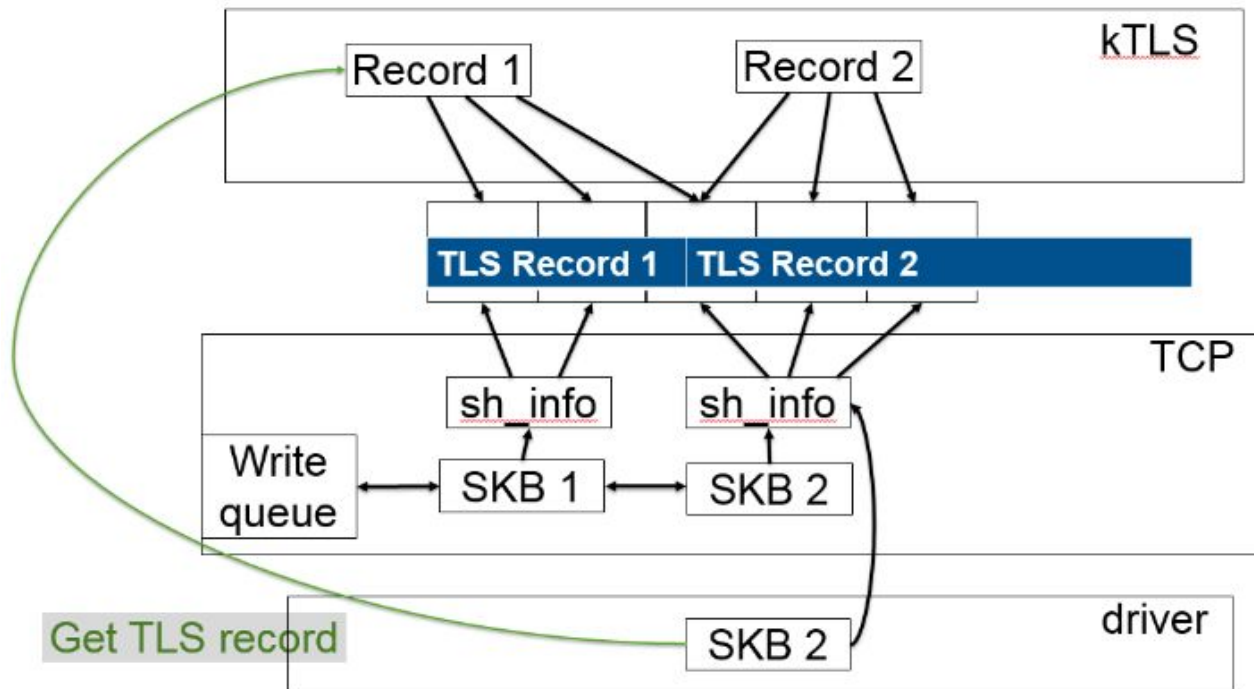 kTLS
Record 1
Record 2
TLS Record 1
TLS Record 2
TCP
sh_info
sh_info
Write
queue
SKB 1
SKB 2
driver
Get TLS record
SKB 2